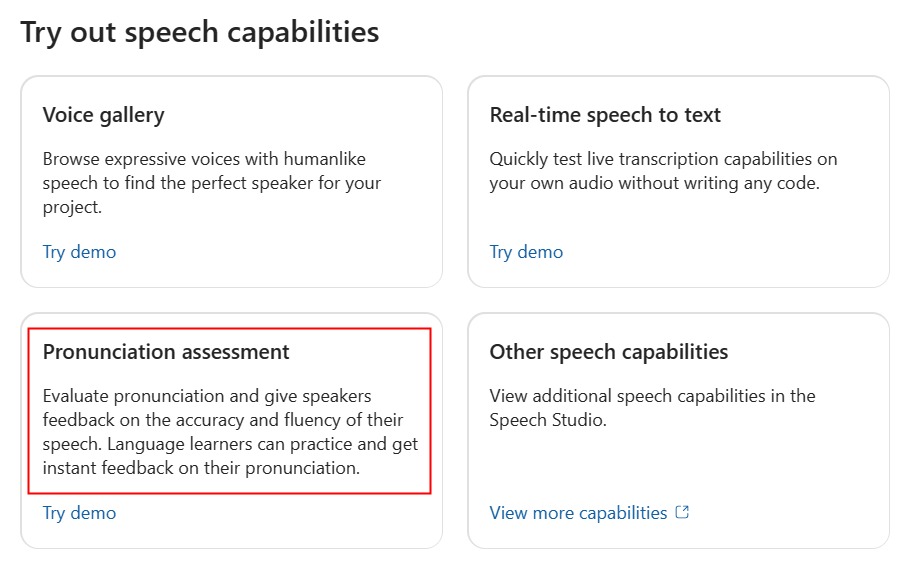 Try out speech capabilities
Voice gallery
Browse expressive voices with humanlike
speech to find the perfect speaker for your
project.
Try demo
Real-time speech to text
Quickly test live transcription capabilities on
your own audio without writing any code.
Try demo
Pronunciation assessment
Evaluate pronunciation and give speakers
feedback on the accuracy and fluency of their
speech. Language learners can practice and get
instant feedback on their pronunciation.
Try demo
Other speech capabilities
View additional speech capabilities in the
Speech Studio.
View more capabilities